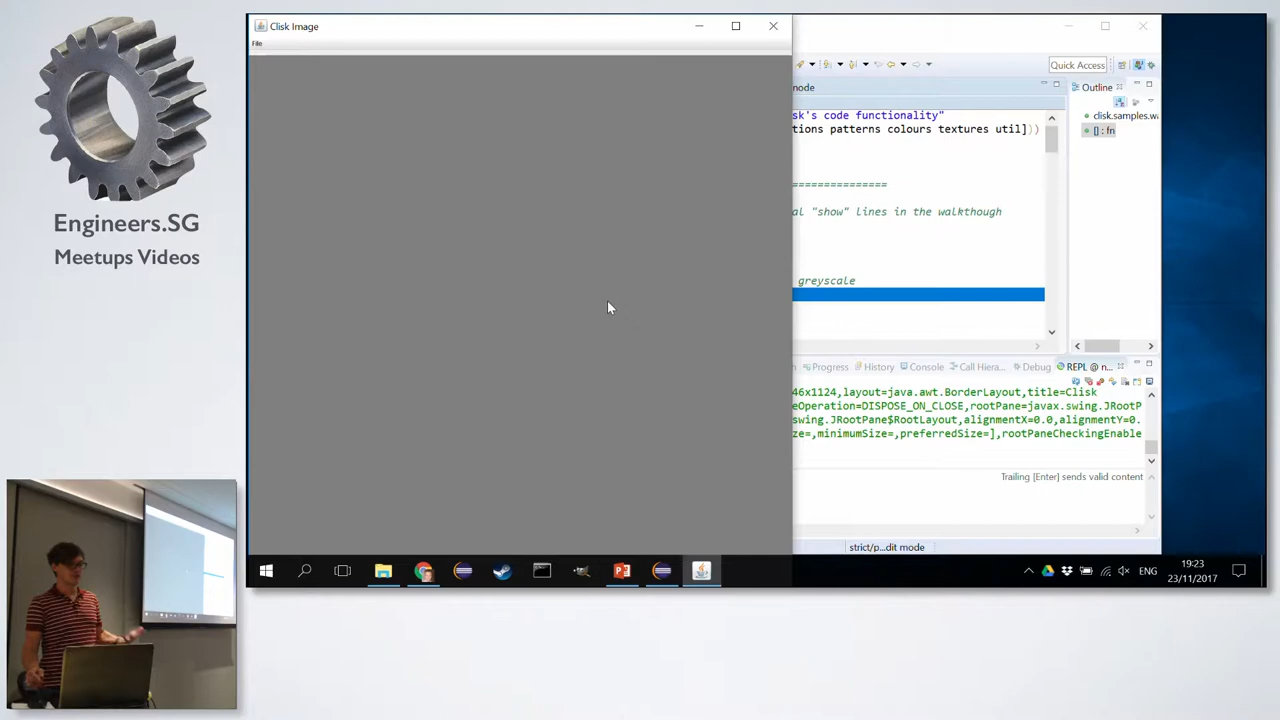 Engineers.SG
Meetups Videos
Clisk Image
File
Quick Access
node
Outline
sk's code functionality"
tions patterns colours textures util]))
clisk.samples.wa
[] : fn
================
al "show" lines in the walkthough
greyscale
Progress
History
Console
Call Hiera...
Debug
REPL @ n...
46x1124,layout=java.awt.BorderLayout,title=Clisk
eOperation=DISPOSE_ON_CLOSE,rootPane=javax.swing.JRootP
swing.JRootPane$RootLayout,alignmentX=0.0,alignmentY=0.
ze=,minimumSize=,preferredSize=],rootPaneCheckingEnable
Trailing [Enter] sends valid content
strict/p...dit mode
ENG
19:23
23/11/2017